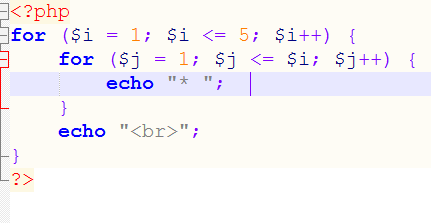 <?php
for ($i = 1; $i <= 5; $i++) {
    for ($j = 1; $j <= $i; $j++) {
        echo "* ";
    }
    echo "<br>";
}
?>